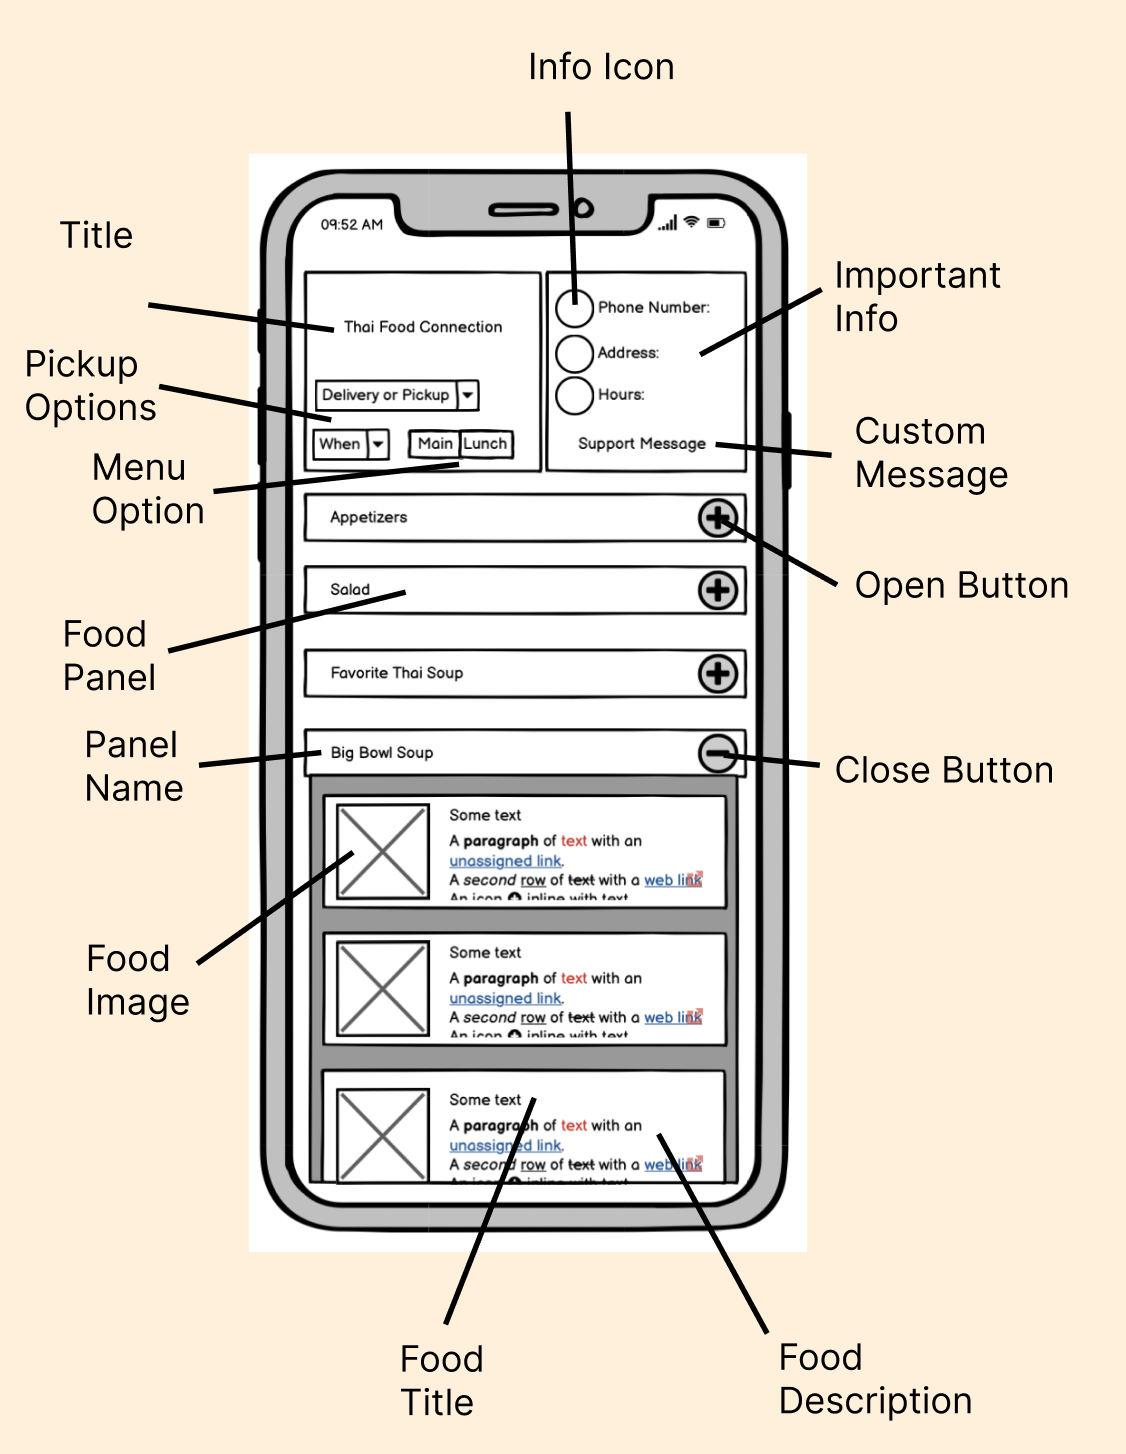 Info Icon
Title
09:52 AM
Important
Info
Phone Number:
Thai Food Connection
Address:
Pickup
Options
Delivery or Pickup
Hours:
Custom
Message
When
Main
Lunch
Support Message
Menu
Option
Appetizers
Open Button
Salad
Food
Panel
Favorite Thai Soup
Panel
Name
Big Bowl Soup
Close Button
Some text
A paragraph of text with an
unassigned link.
A second row of text with a web link
An icon inline with text
Food
Image
Some text
A paragraph of text with an
unassigned link.
A second row of text with a web link
An icon inline with text
Some text
A paragraph of text with an
unassigned link.
A second row of text with a web link
An icon inline with text
Food
Title
Food
Description